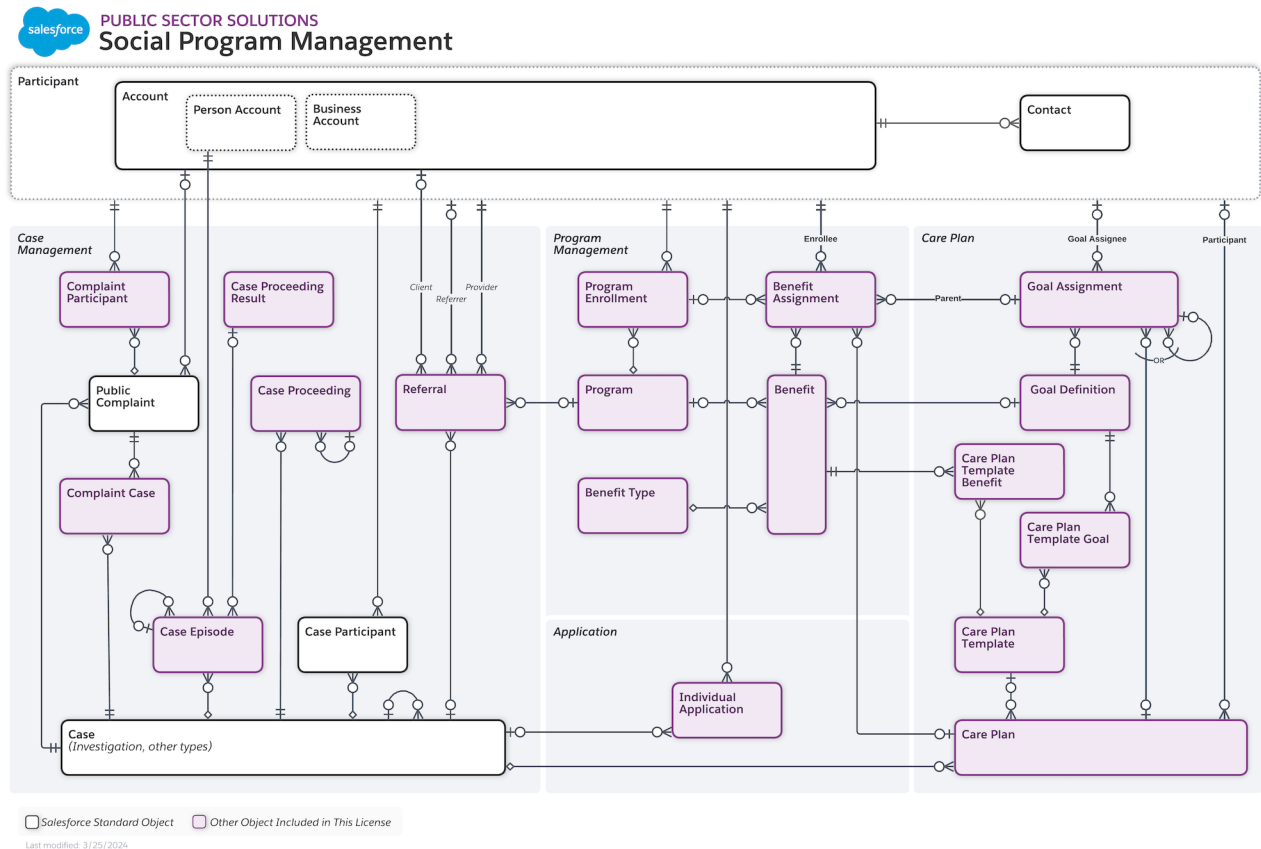 salesforce
PUBLIC SECTOR SOLUTIONS
Social Program Management
Participant
Account
Person Account
Business
Account
Contact
Case
Management
Program
Management
Enrollee
Care Plan
Goal Assignee
Participant
Complaint
Participant
Case Proceeding
Result
Client
Referrer
Provider
Program
Enrollment
Benefit
Assignment
Parent
Goal Assignment
OR
Public
Complaint
Case Proceeding
Referral
Program
Benefit
Goal Definition
Care Plan
Template
Benefit
Complaint Case
Benefit Type
Care Plan
Template Goal
Case Episode
Case Participant
Application
Care Plan
Template
Individual
Application
Case
(Investigation, other types)
Care Plan
Salesforce Standard Object
Other Object Included in This License
Last modified: 3/25/2024